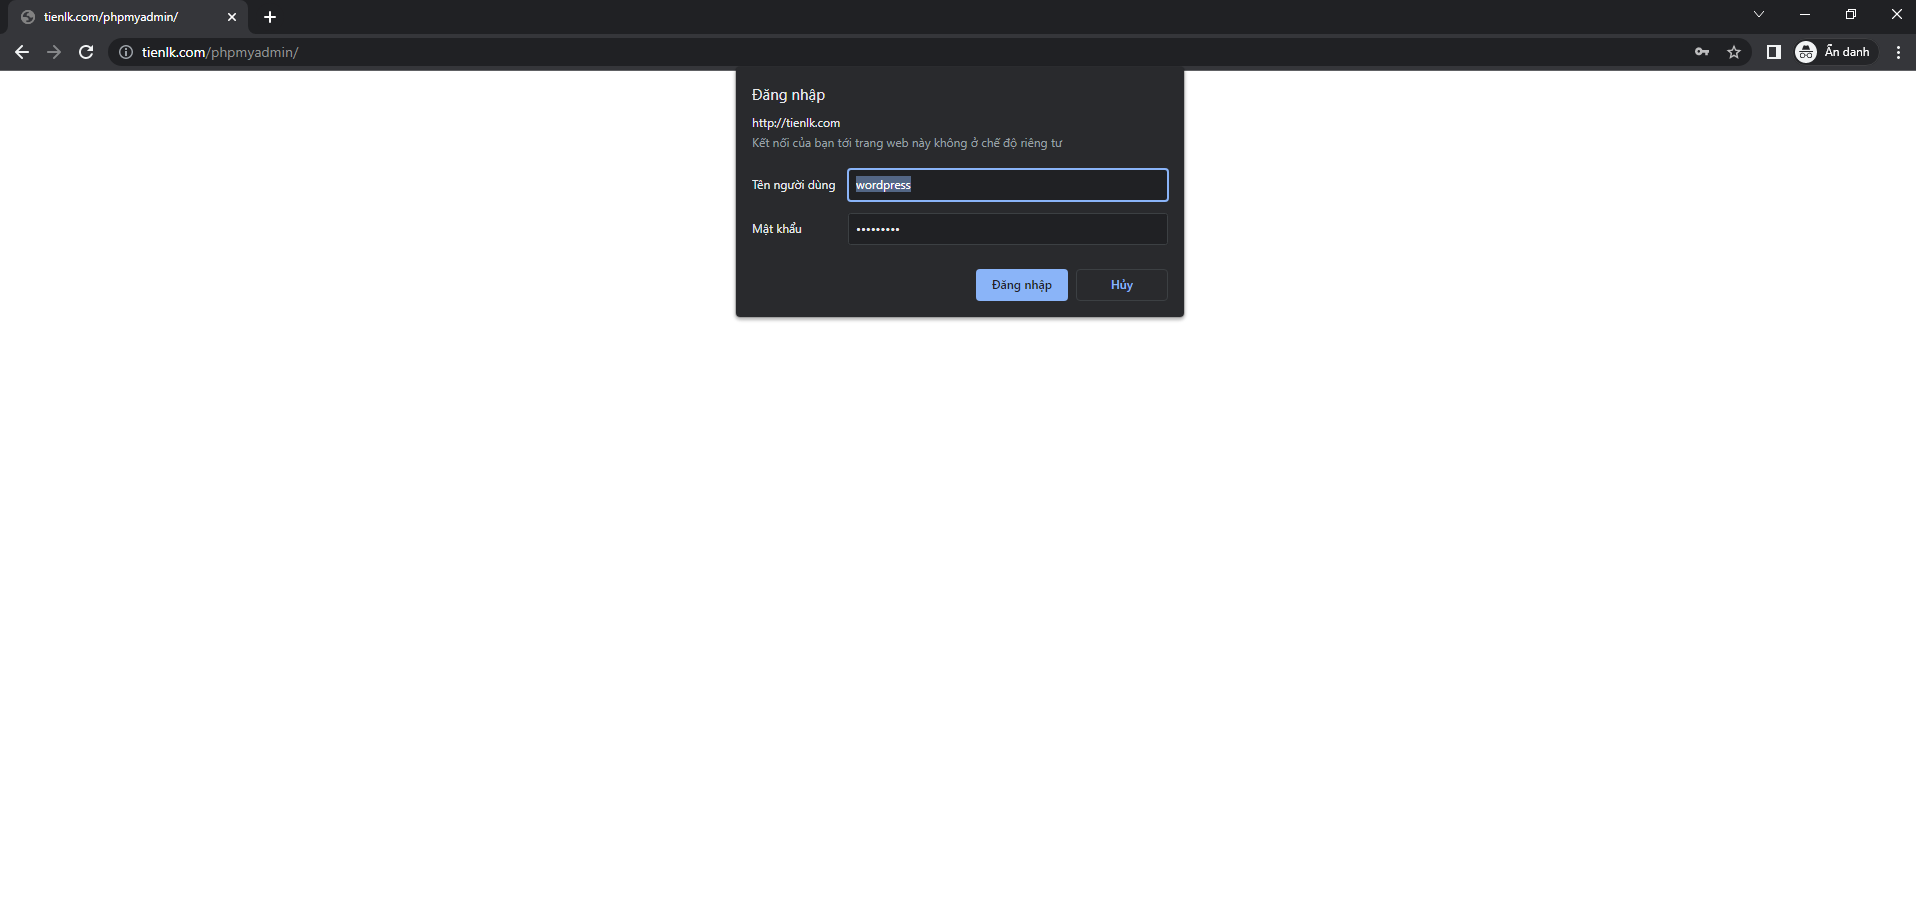 tienlk.com/phpmyadmin/
tienlk.com/phpmyadmin/
Ẩn danh
Đăng nhập
http://tienlk.com
Kết nối của bạn tới trang web này không ở chế độ riêng tư
Tên người dùng wordpress
Mật khẩu •••••••••
Đăng nhập Hủy